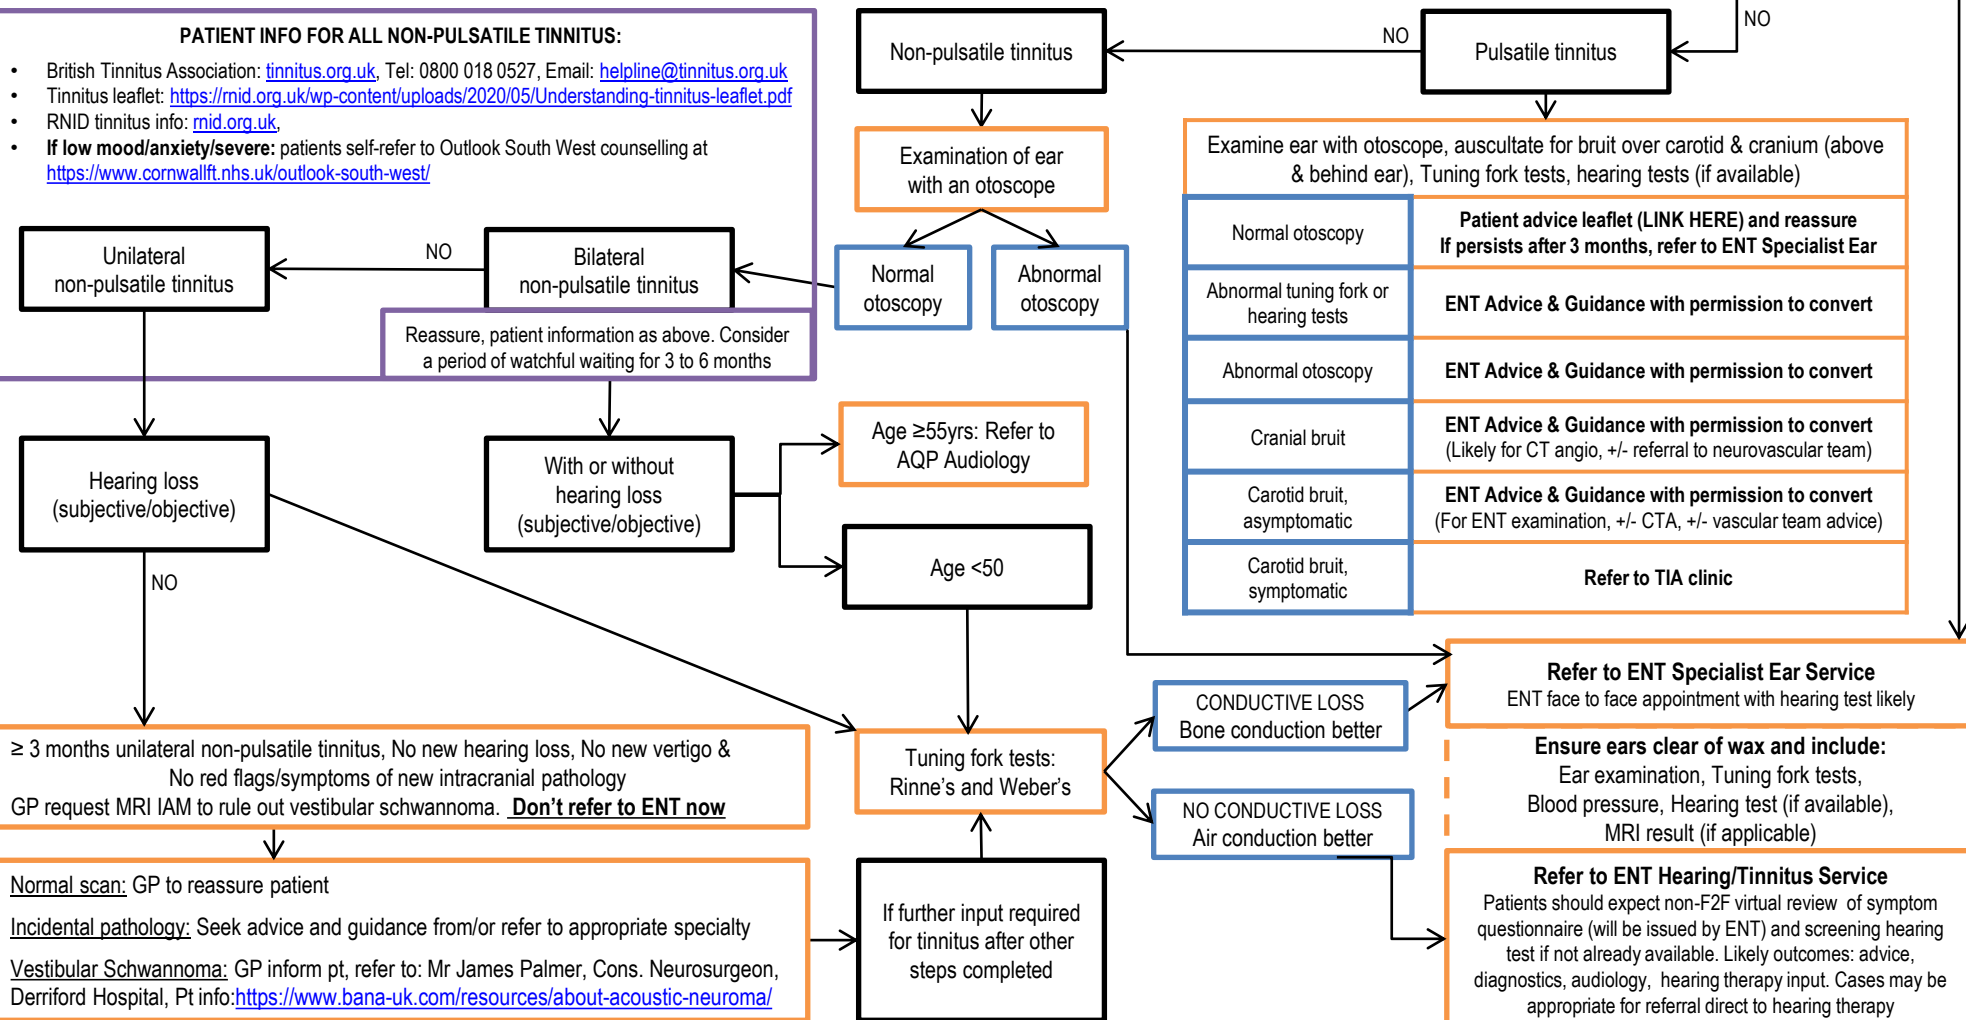 PATIENT INFO FOR ALL NON-PULSATILE TINNITUS:
• British Tinnitus Association: tinnitus.org.uk, Tel: 0800 018 0527, Email: helpline@tinnitus.org.uk
• Tinnitus leaflet: https://rnid.org.uk/wp-content/uploads/2020/05/Understanding-tinnitus-leaflet.pdf
• RNID tinnitus info: rnid.org.uk,
• If low mood/anxiety/severe: patients self-refer to Outlook South West counselling at
https://www.cornwallft.nhs.uk/outlook-south-west/
Non-pulsatile tinnitus
NO
Pulsatile tinnitus
NO
Examination of ear
with an otoscope
Examine ear with otoscope, auscultate for bruit over carotid & cranium (above
& behind ear), Tuning fork tests, hearing tests (if available)
Normal otoscopy
Patient advice leaflet (LINK HERE) and reassure
If persists after 3 months, refer to ENT Specialist Ear
Abnormal tuning fork or
hearing tests
ENT Advice & Guidance with permission to convert
Abnormal otoscopy
ENT Advice & Guidance with permission to convert
Cranial bruit
ENT Advice & Guidance with permission to convert
(Likely for CT angio, +/- referral to neurovascular team)
Carotid bruit,
asymptomatic
ENT Advice & Guidance with permission to convert
(For ENT examination, +/- CTA, +/- vascular team advice)
Carotid bruit,
symptomatic
Refer to TIA clinic
Unilateral
non-pulsatile tinnitus
NO
Bilateral
non-pulsatile tinnitus
Normal
otoscopy
Abnormal
otoscopy
Reassure, patient information as above. Consider
a period of watchful waiting for 3 to 6 months
Hearing loss
(subjective/objective)
With or without
hearing loss
(subjective/objective)
Age ≥55yrs: Refer to
AQP Audiology
Age <50
NO
≥ 3 months unilateral non-pulsatile tinnitus, No new hearing loss, No new vertigo &
No red flags/symptoms of new intracranial pathology
GP request MRI IAM to rule out vestibular schwannoma. Don't refer to ENT now
Normal scan: GP to reassure patient
Incidental pathology: Seek advice and guidance from/or refer to appropriate specialty
Vestibular Schwannoma: GP inform pt, refer to: Mr James Palmer, Cons. Neurosurgeon,
Derriford Hospital, Pt info:https://www.bana-uk.com/resources/about-acoustic-neuroma/
Tuning fork tests:
Rinne's and Weber's
If further input required
for tinnitus after other
steps completed
CONDUCTIVE LOSS
Bone conduction better
NO CONDUCTIVE LOSS
Air conduction better
Refer to ENT Specialist Ear Service
ENT face to face appointment with hearing test likely
Ensure ears clear of wax and include:
Ear examination, Tuning fork tests,
Blood pressure, Hearing test (if available),
MRI result (if applicable)
Refer to ENT Hearing/Tinnitus Service
Patients should expect non-F2F virtual review of symptom
questionnaire (will be issued by ENT) and screening hearing
test if not already available. Likely outcomes: advice,
diagnostics, audiology, hearing therapy input. Cases may be
appropriate for referral direct to hearing therapy